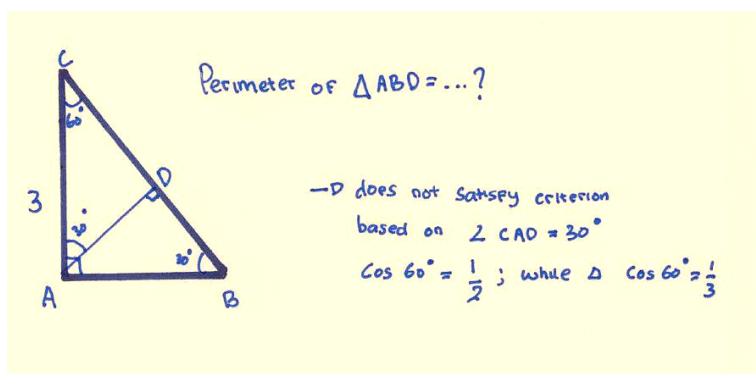 C
Perimeter of △ABD = ...?
60°
D
3
30°
30°
A
B
—D does not satisfy criterion
based on ∠ CAD = 30°
Cos 60° = 1/2 ; while △ Cos 60° = 1/3